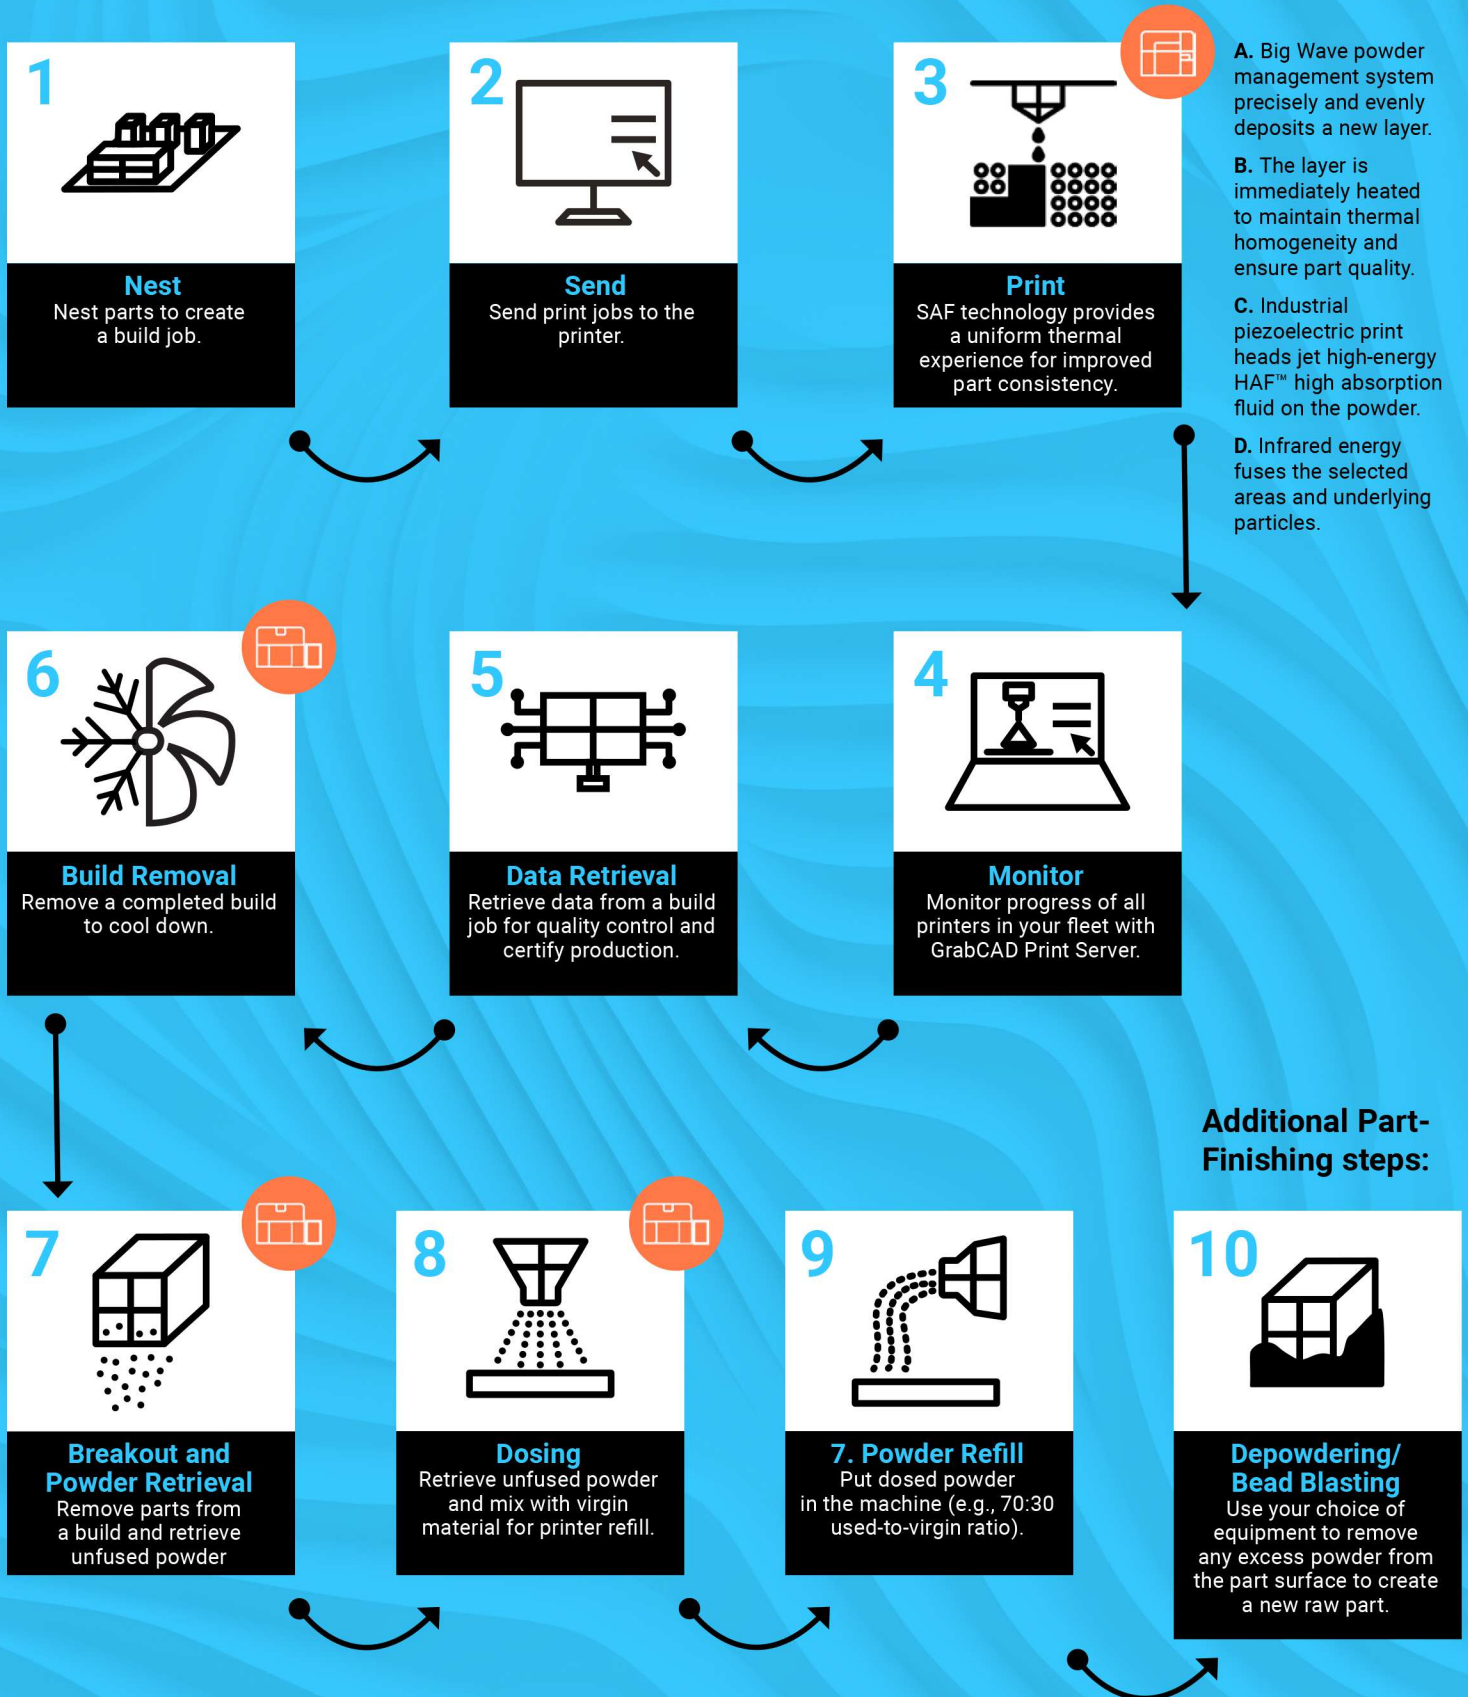 1
Nest
Nest parts to create
a build job.
2
Send
Send print jobs to the
printer.
3
Print
SAF technology provides
a uniform thermal
experience for improved
part consistency.
A. Big Wave powder
management system
precisely and evenly
deposits a new layer.
B. The layer is
immediately heated
to maintain thermal
homogeneity and
ensure part quality.
C. Industrial
piezoelectric print
heads jet high-energy
HAF™ high absorption
fluid on the powder.
D. Infrared energy
fuses the selected
areas and underlying
particles.
4
Monitor
Monitor progress of all
printers in your fleet with
GrabCAD Print Server.
5
Data Retrieval
Retrieve data from a build
job for quality control and
certify production.
6
Build Removal
Remove a completed build
to cool down.
7
Breakout and
Powder Retrieval
Remove parts from
a build and retrieve
unfused powder
8
Dosing
Retrieve unfused powder
and mix with virgin
material for printer refill.
9
7. Powder Refill
Put dosed powder
in the machine (e.g., 70:30
used-to-virgin ratio).
Additional Part-
Finishing steps:
10
Depowdering/
Bead Blasting
Use your choice of
equipment to remove
any excess powder from
the part surface to create
a new raw part.